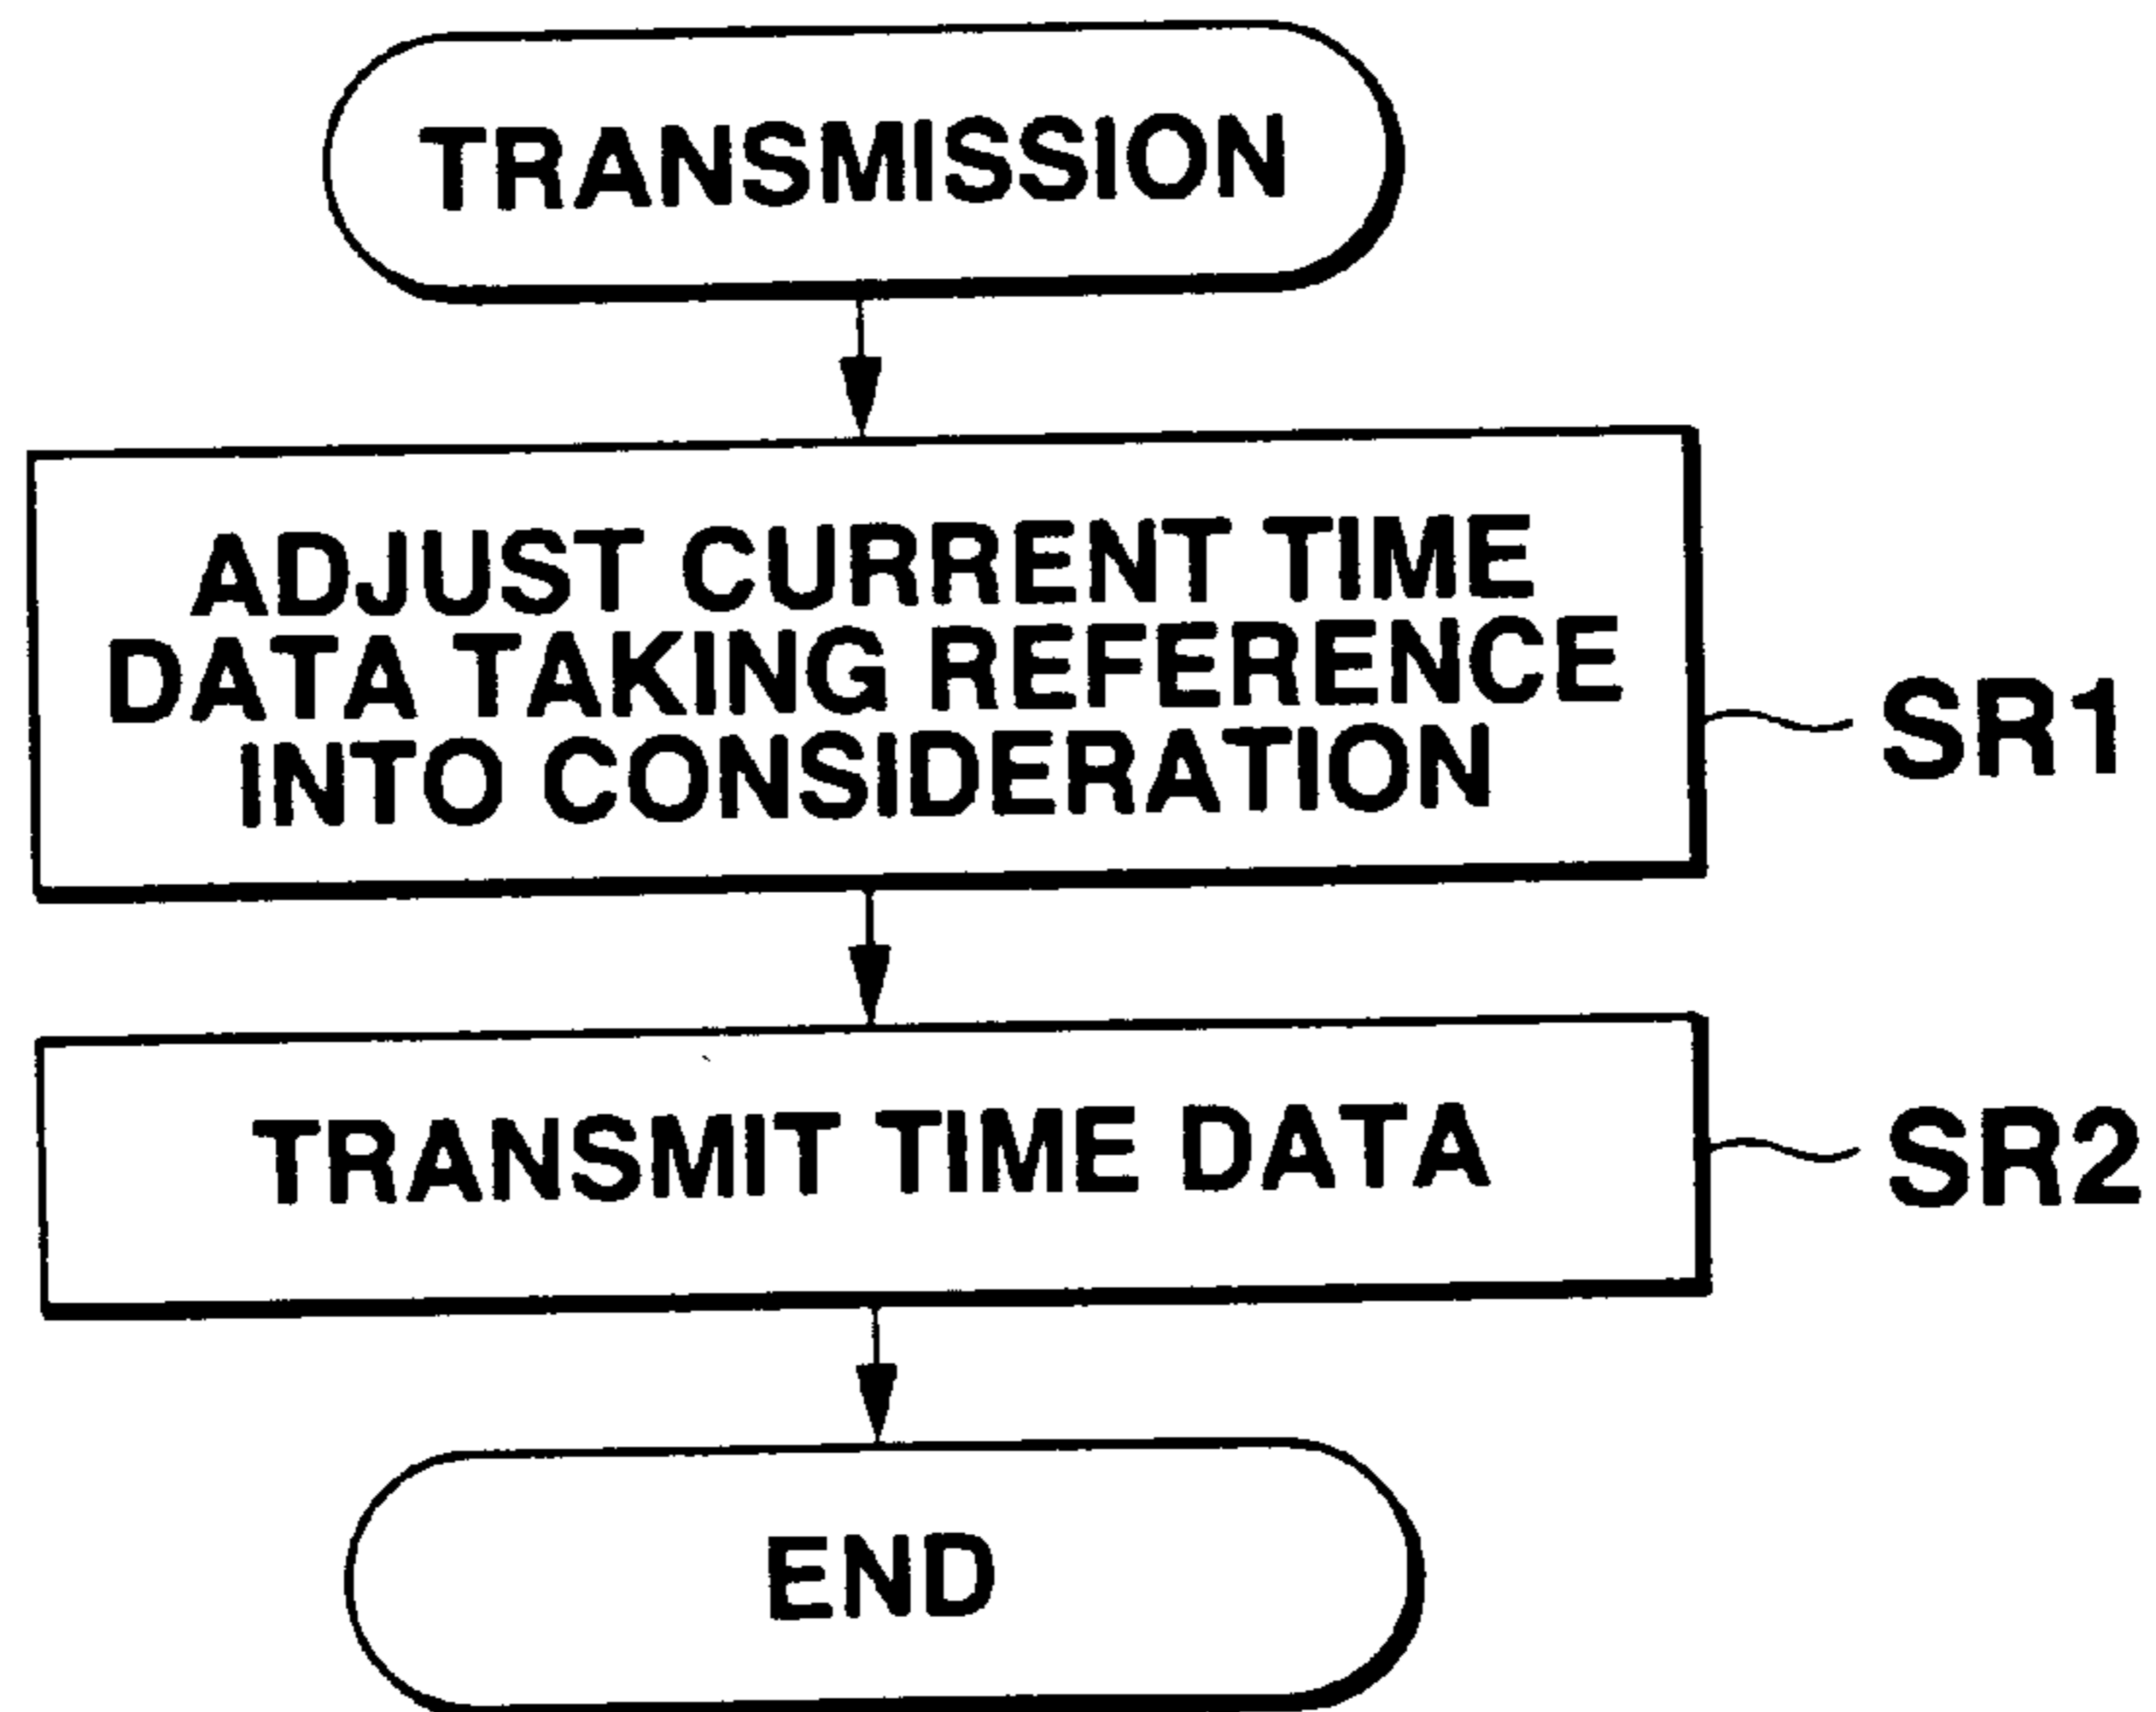 TRANSMISSION
ADJUST CURRENT TIME
DATA TAKING REFERENCE
INTO CONSIDERATION
SR1
TRANSMIT TIME DATA
SR2
END